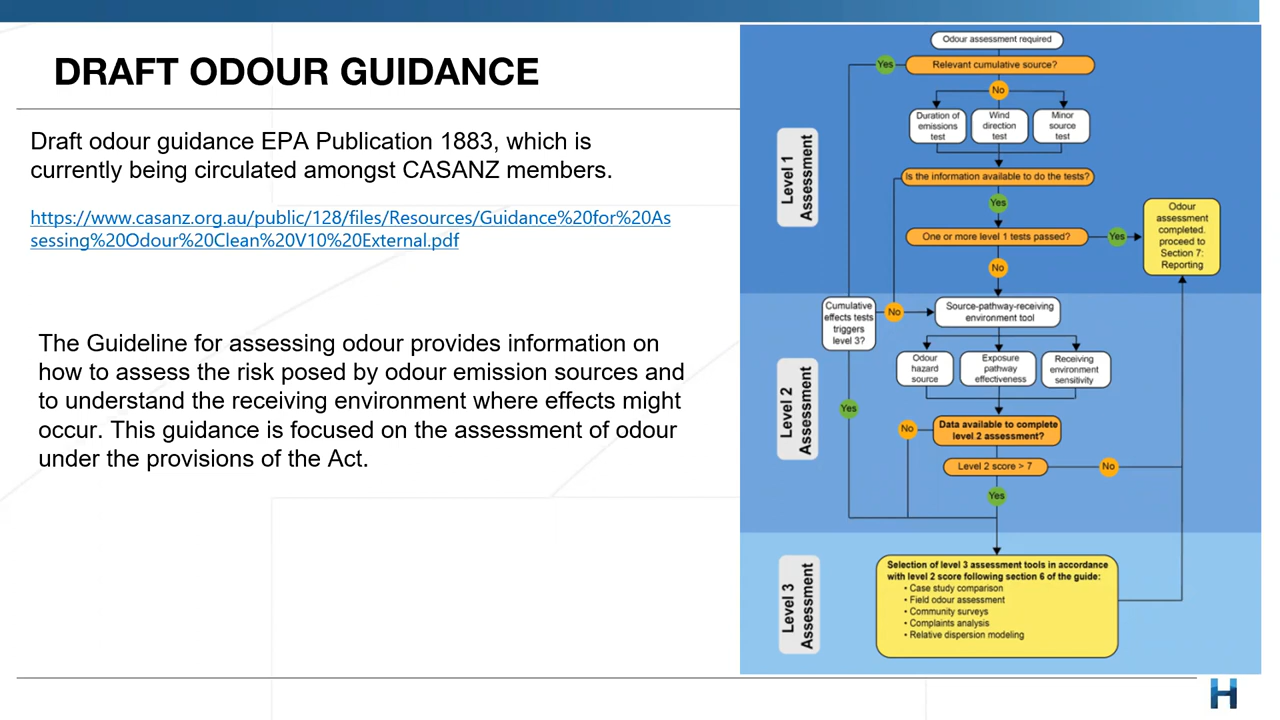 DRAFT ODOUR GUIDANCE
Draft odour guidance EPA Publication 1883, which is
currently being circulated amongst CASANZ members.
https://www.casanz.org.au/public/128/files/Resources/Guidance%20for%20As
sessing%20Odour%20Clean%20V10%20External.pdf
The Guideline for assessing odour provides information on
how to assess the risk posed by odour emission sources and
to understand the receiving environment where effects might
occur. This guidance is focused on the assessment of odour
under the provisions of the Act.
Odour assessment required
Yes
Relevant cumulative source?
No
Duration of
emissions
test
Wind
direction
test
Minor
source
test
Level 1
Assessment
Is the information available to do the tests?
Yes
One or more level 1 tests passed?
Yes
Odour
assessment
completed.
proceed to
Section 7:
Reporting
No
Cumulative
effects tests
triggers
level 3?
No
Source-pathway-receiving
environment tool
Odour
hazard
source
Exposure
pathway
effectiveness
Receiving
environment
sensitivity
Level 2
Assessment
Yes
No
Data available to complete
level 2 assessment?
Level 2 score > 7
No
Yes
Level 3
Assessment
Selection of level 3 assessment tools in accordance
with level 2 score following section 6 of the guide:
• Case study comparison
• Field odour assessment
• Community surveys
• Complaints analysis
• Relative dispersion modeling
H